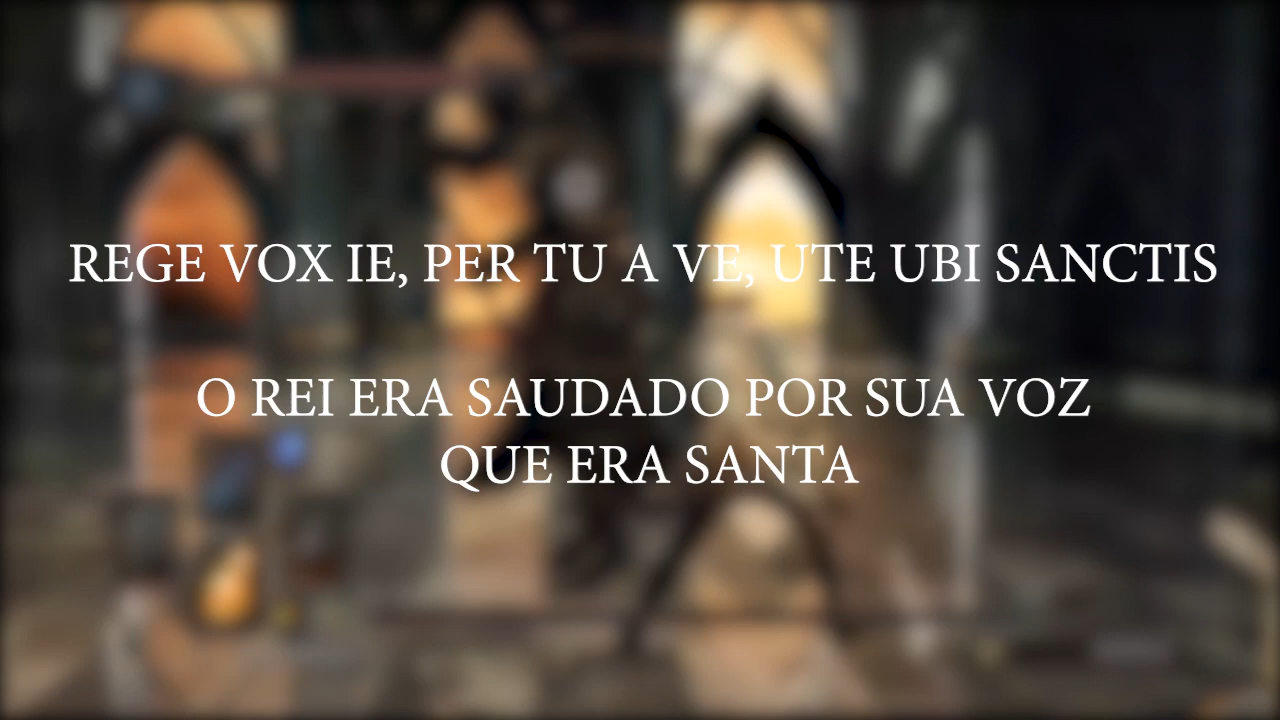 REGE VOX IE, PER TU A VE, UTE UBI SANCTIS
O REI ERA SAUDADO POR SUA VOZ
QUE ERA SANTA